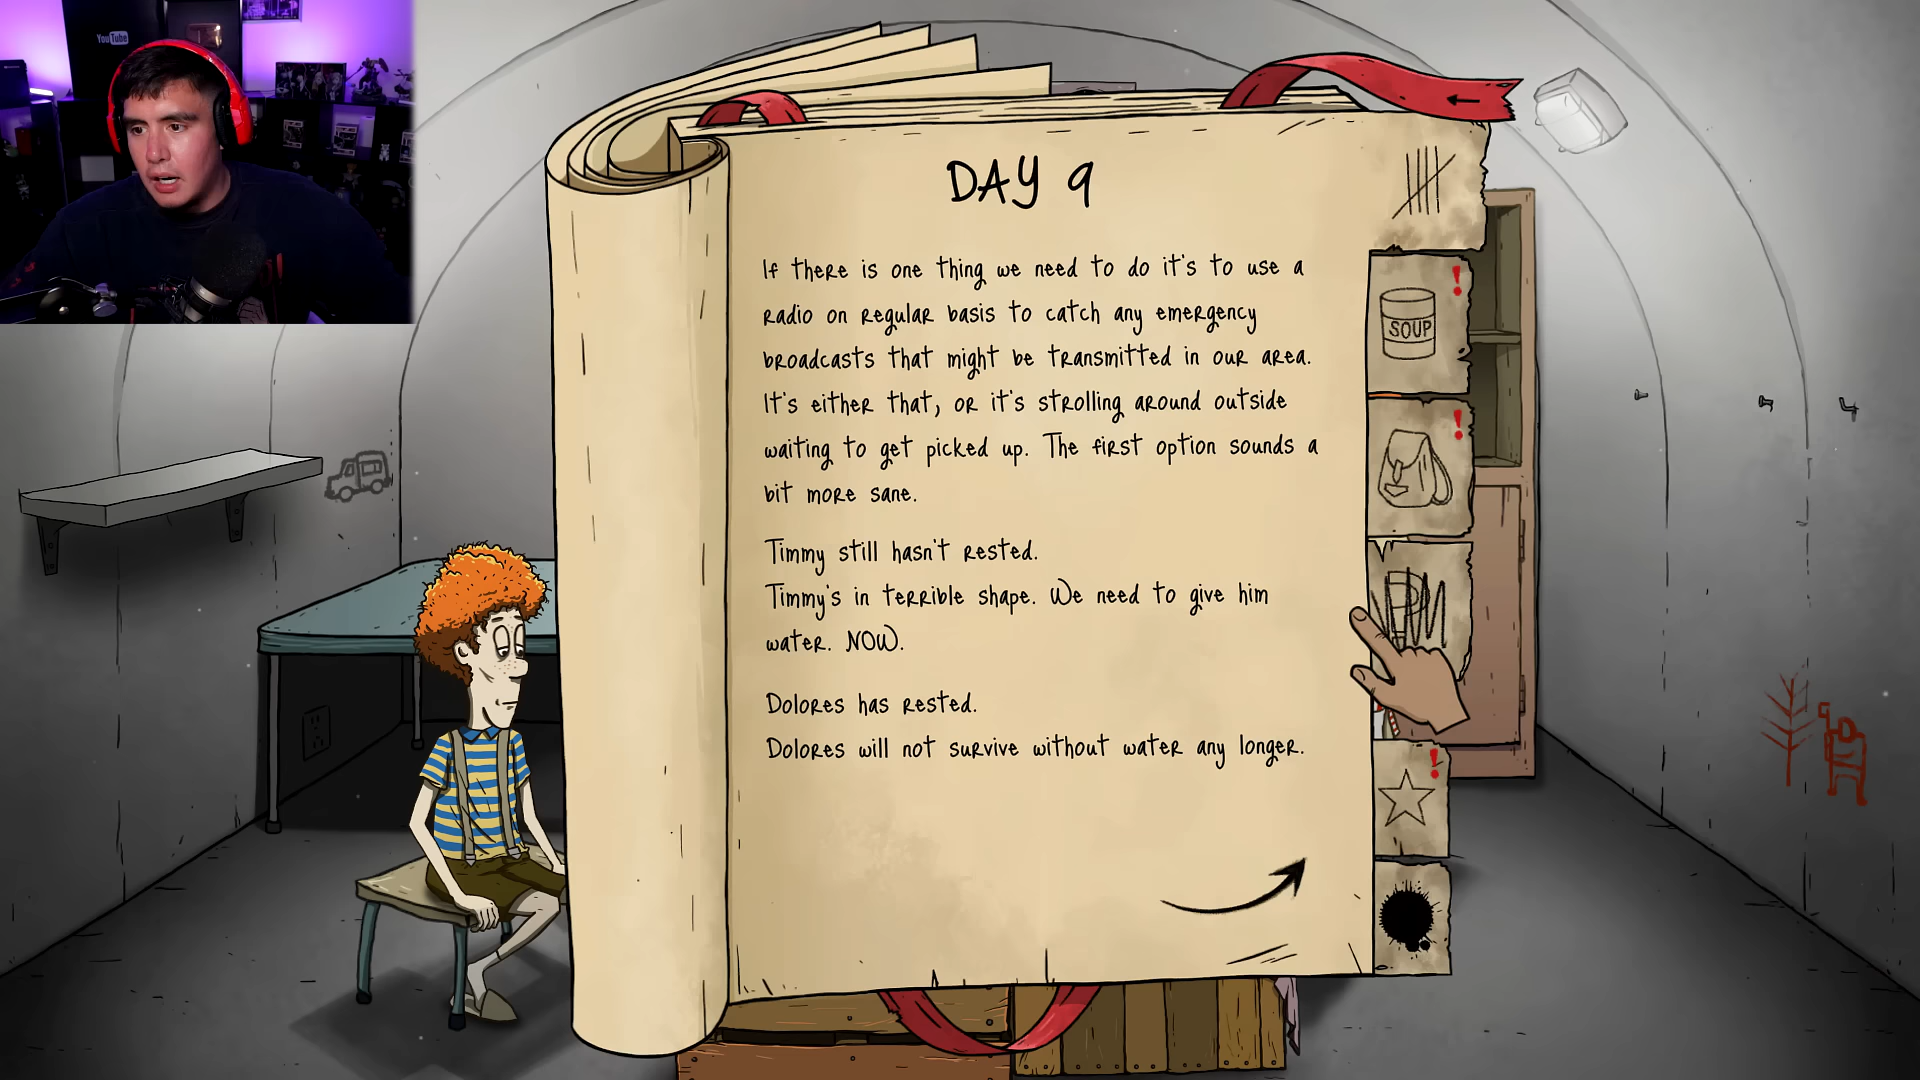 YouTube
DAY 9
If there is one thing we need to do it's to use a
radio on regular basis to catch any emergency
broadcasts that might be transmitted in our area.
It's either that, or it's strolling around outside
waiting to get picked up. The first option sounds a
bit more sane.
Timmy still hasn't rested.
Timmy's in terrible shape. We need to give him
water. NOW.
Dolores has rested.
Dolores will not survive without water any longer.
!
SOUP
!
!